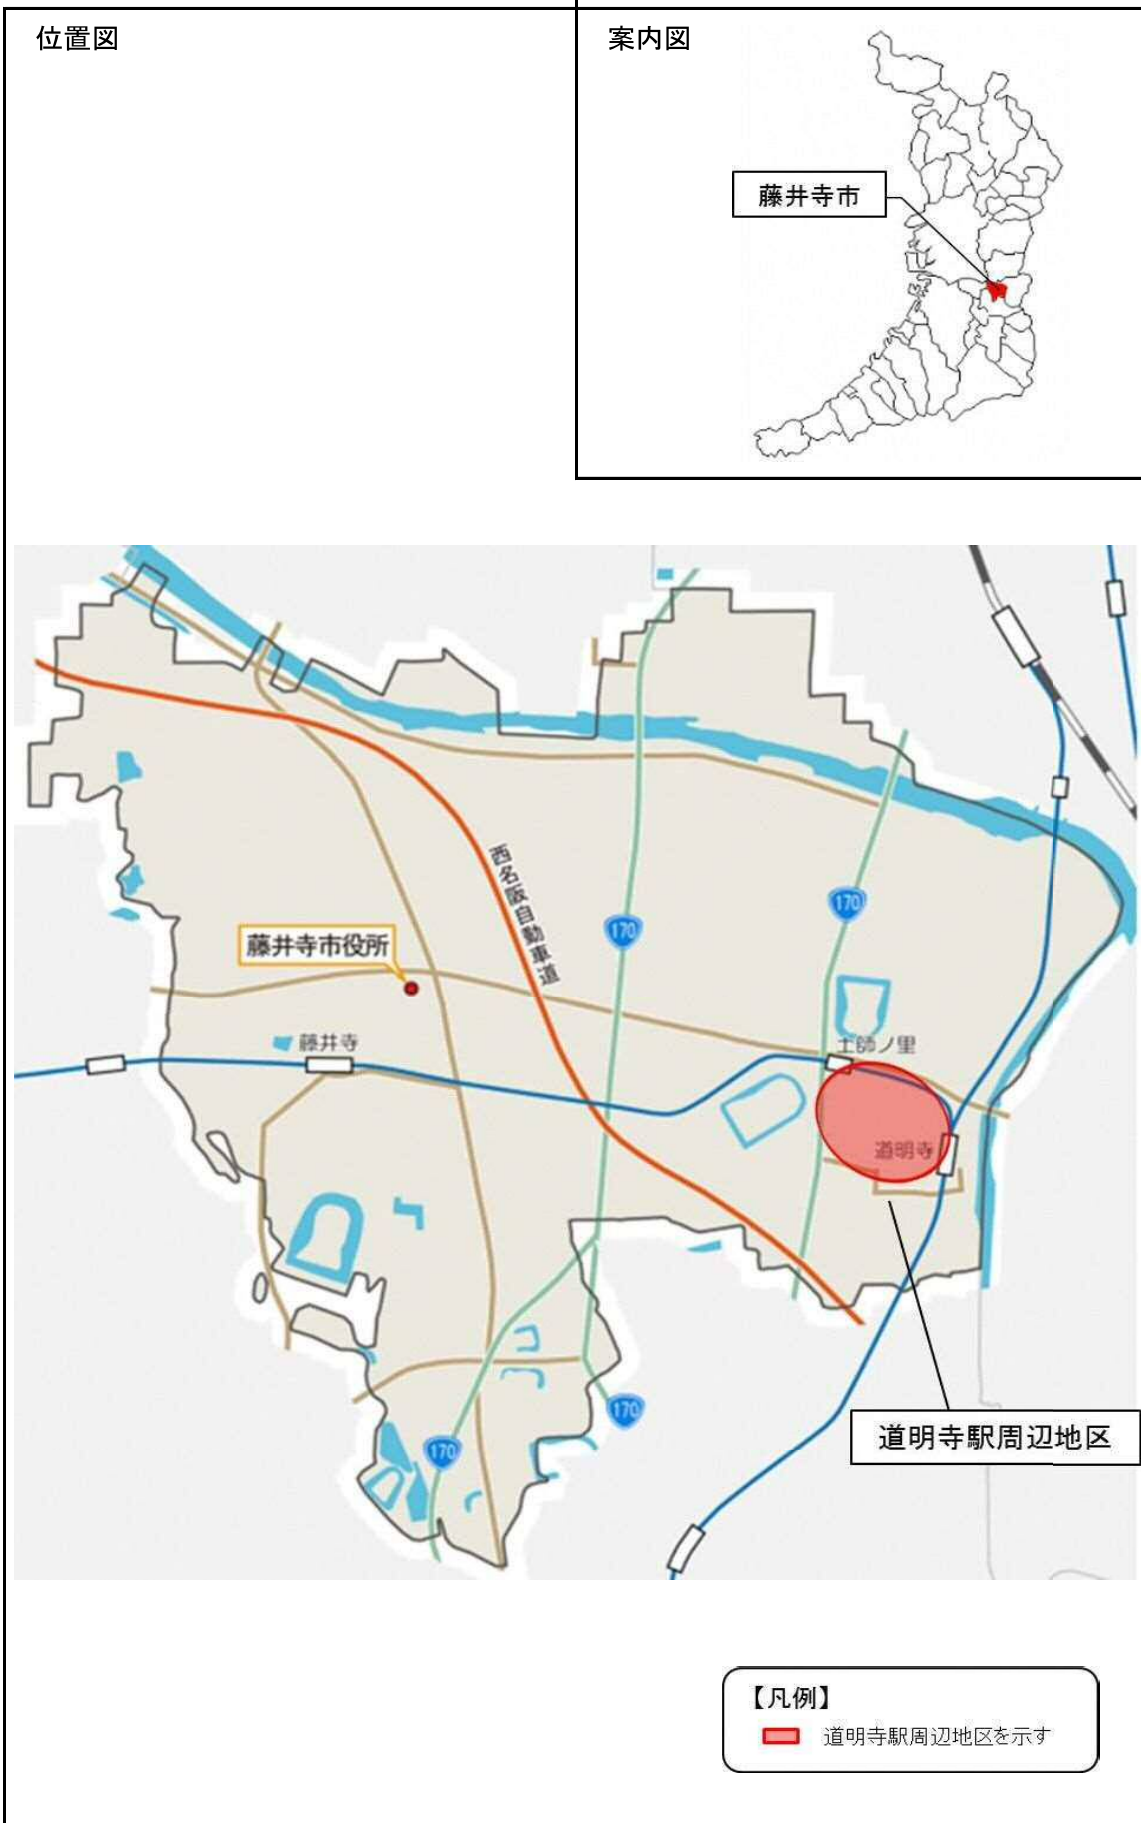 位置図
案内図
藤井寺市
西名阪自動車道
170
170
藤井寺市役所
藤井寺
土師ノ里
道明寺
170
道明寺駅周辺地区
170
【凡例】
道明寺駅周辺地区を示す